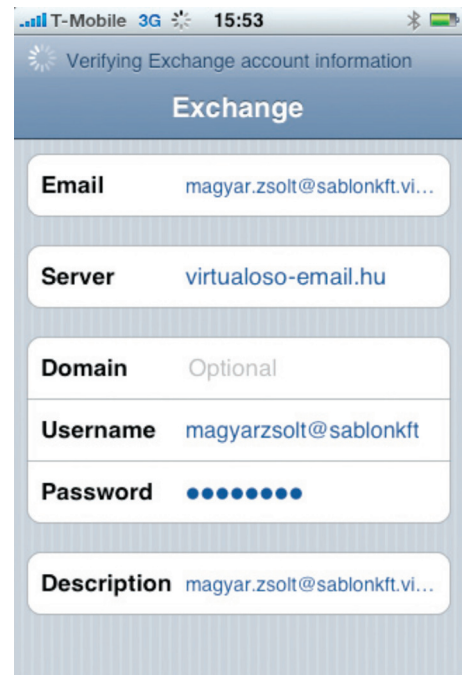 T-Mobile 3G 15:53
Verifying Exchange account information
Exchange
Email magyar.zsolt@sablonkft.vi...
Server virtualoso-email.hu
Domain Optional
Username magyarzsolt@sablonkft
Password ●●●●●●●●
Description magyar.zsolt@sablonkft.vi...